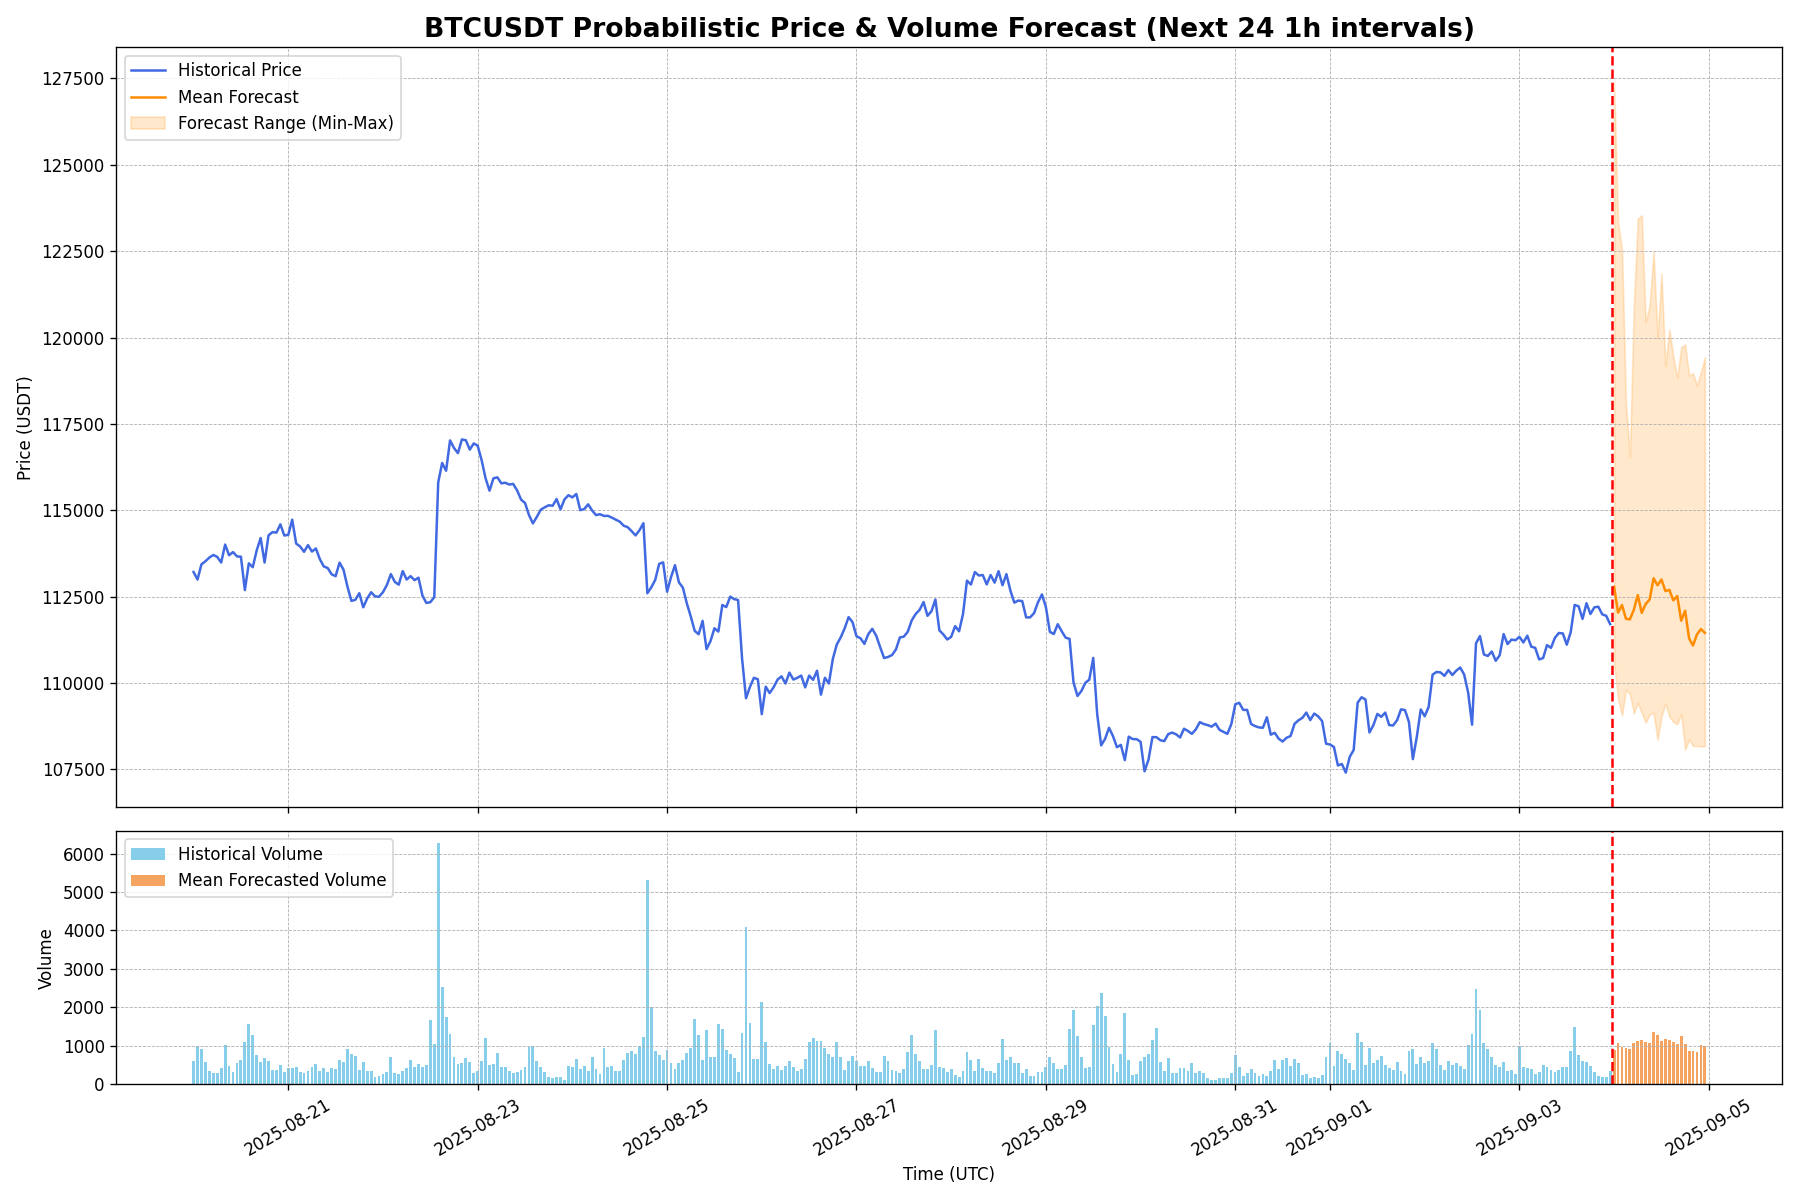 BTCUSDT Probabilistic Price & Volume Forecast (Next 24 1h intervals)
Historical Price
Mean Forecast
Forecast Range (Min-Max)
127500
125000
122500
120000
117500
115000
112500
110000
107500
Price (USDT)
Historical Volume
Mean Forecasted Volume
6000
5000
4000
3000
2000
1000
0
Volume
2025-08-21
2025-08-23
2025-08-25
2025-08-27
2025-08-29
2025-08-31
2025-09-01
2025-09-03
2025-09-05
Time (UTC)